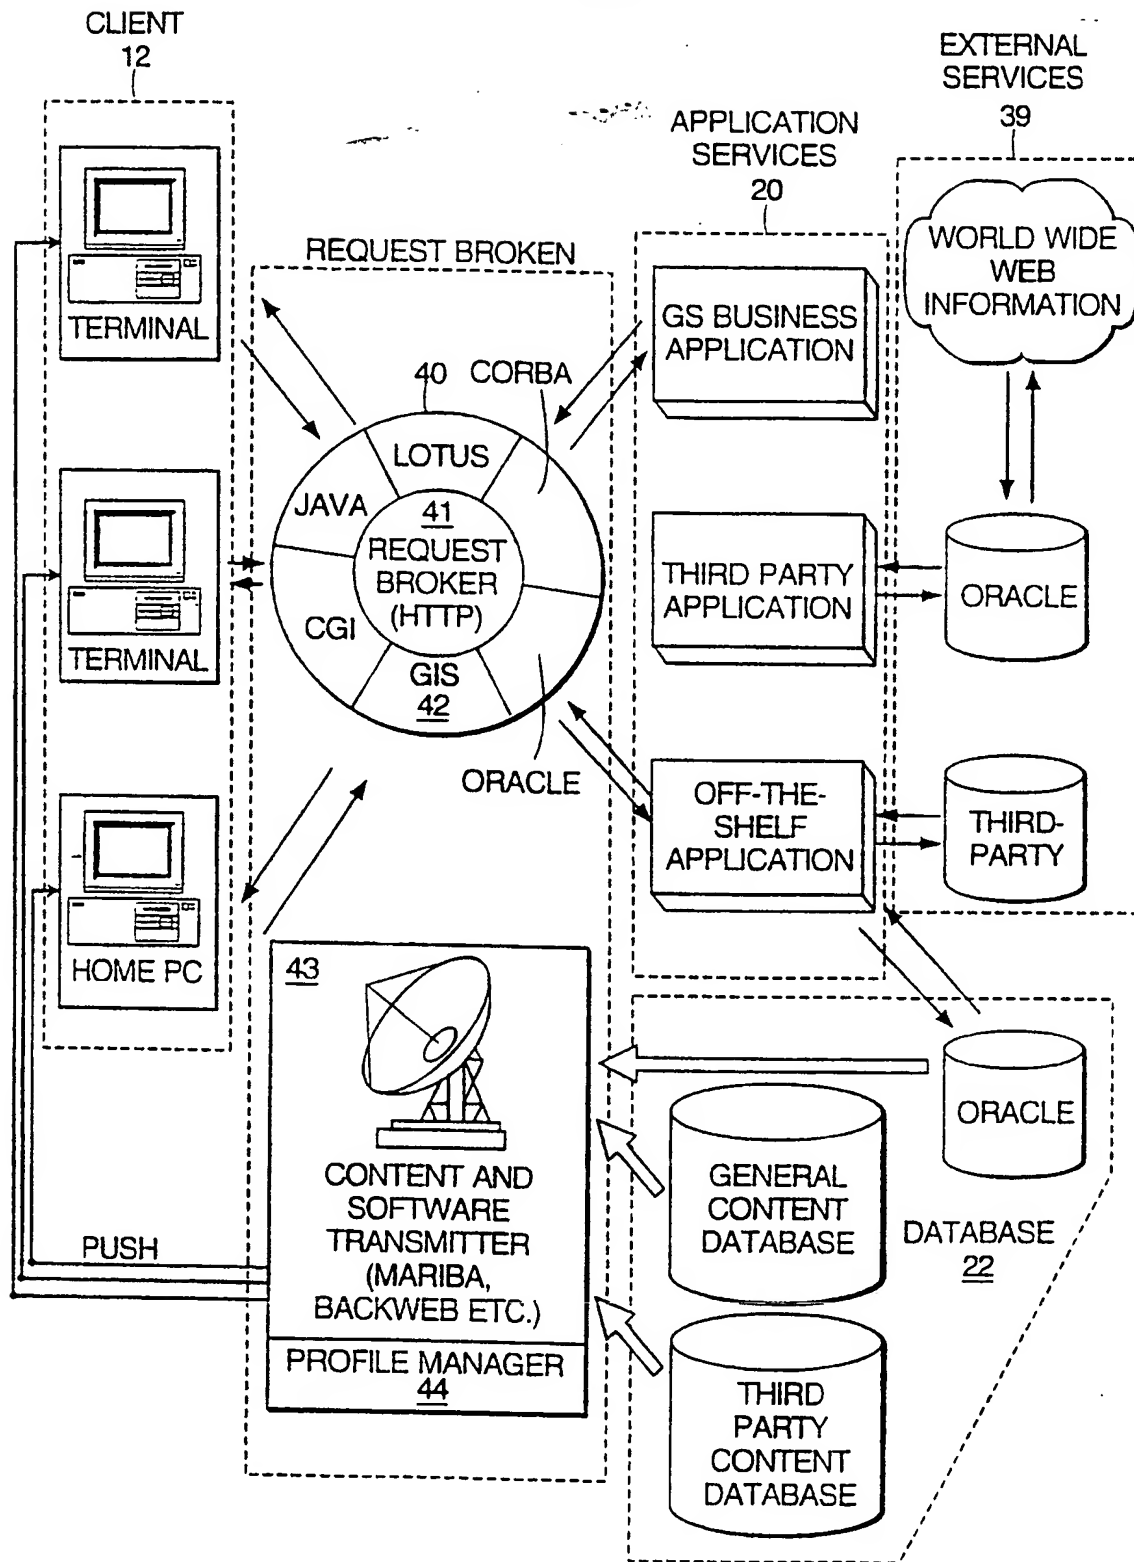 CLIENT
12
EXTERNAL
SERVICES
39
APPLICATION
SERVICES
20
REQUEST BROKEN
TERMINAL
TERMINAL
HOME PC
40
CORBA
LOTUS
JAVA
41
REQUEST
BROKER
(HTTP)
CGI
GIS
42
ORACLE
GS BUSINESS
APPLICATION
THIRD PARTY
APPLICATION
OFF-THE-
SHELF
APPLICATION
WORLD WIDE
WEB
INFORMATION
ORACLE
THIRD-
PARTY
43
CONTENT AND
SOFTWARE
TRANSMITTER
(MARIBA,
BACKWEB ETC.)
PROFILE MANAGER
44
PUSH
ORACLE
GENERAL
CONTENT
DATABASE
DATABASE
22
THIRD
PARTY
CONTENT
DATABASE